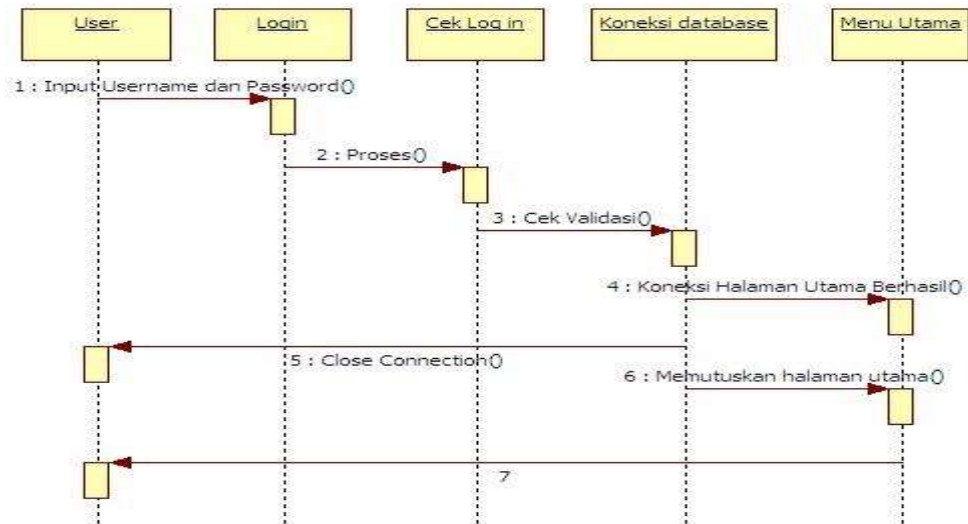 User
Login
Cek Log in
Koneksi database
Menu Utama
1 : Input Username dan Password()
2 : Proses()
3 : Cek Validasi()
4 : Koneksi Halaman Utama Berhasil()
5 : Close Connection()
6 : Memutuskan halaman utama()
7